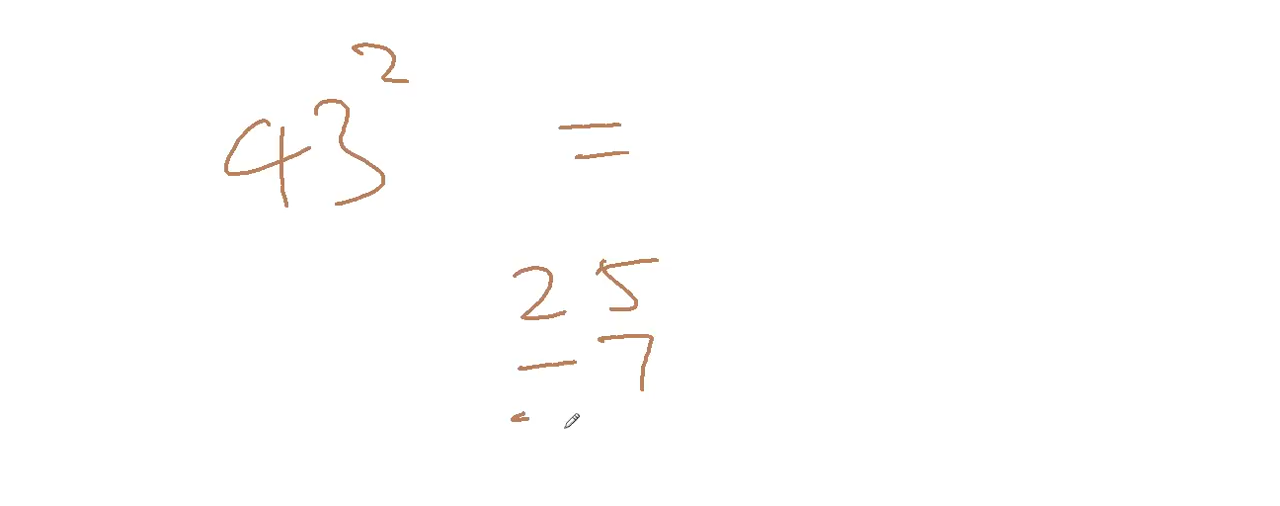 43² =
25
- 7